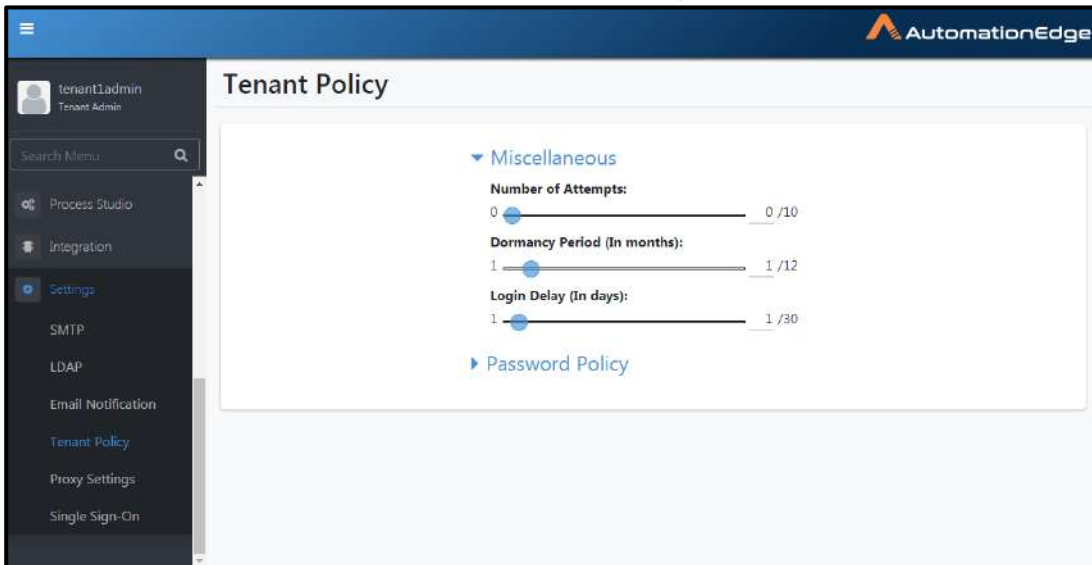 AutomationEdge
tenant1admin
Tenant Admin
Search Menu
Process Studio
Integration
Settings
SMTP
LDAP
Email Notification
Tenant Policy
Proxy Settings
Single Sign-On
Tenant Policy
Miscellaneous
Number of Attempts:
0 0 /10
Dormancy Period (In months):
1 1 /12
Login Delay (In days):
1 1 /30
Password Policy